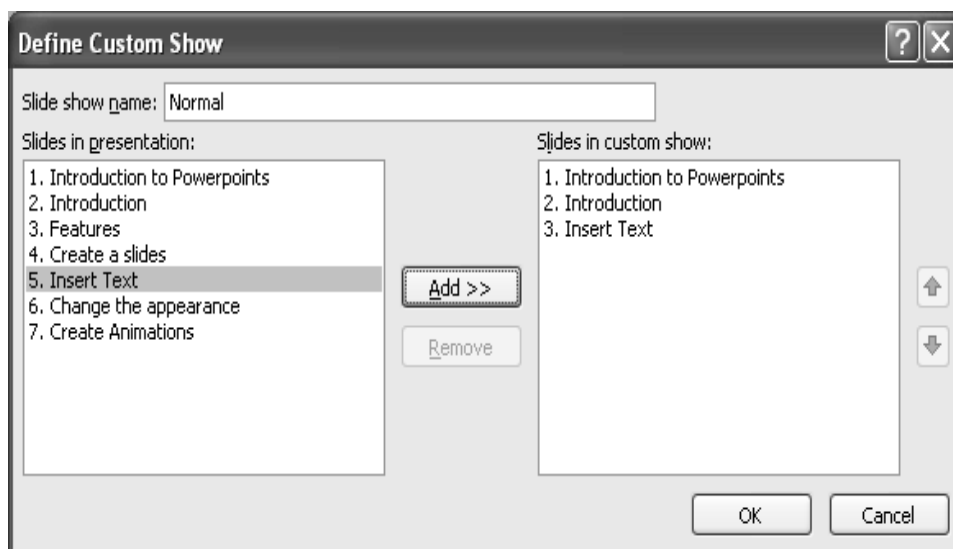 Define Custom Show
Slide show name: Normal
Slides in presentation:
1. Introduction to Powerpoints
2. Introduction
3. Features
4. Create a slides
5. Insert Text
6. Change the appearance
7. Create Animations
Add >>
Remove
Slides in custom show:
1. Introduction to Powerpoints
2. Introduction
3. Insert Text
OK
Cancel